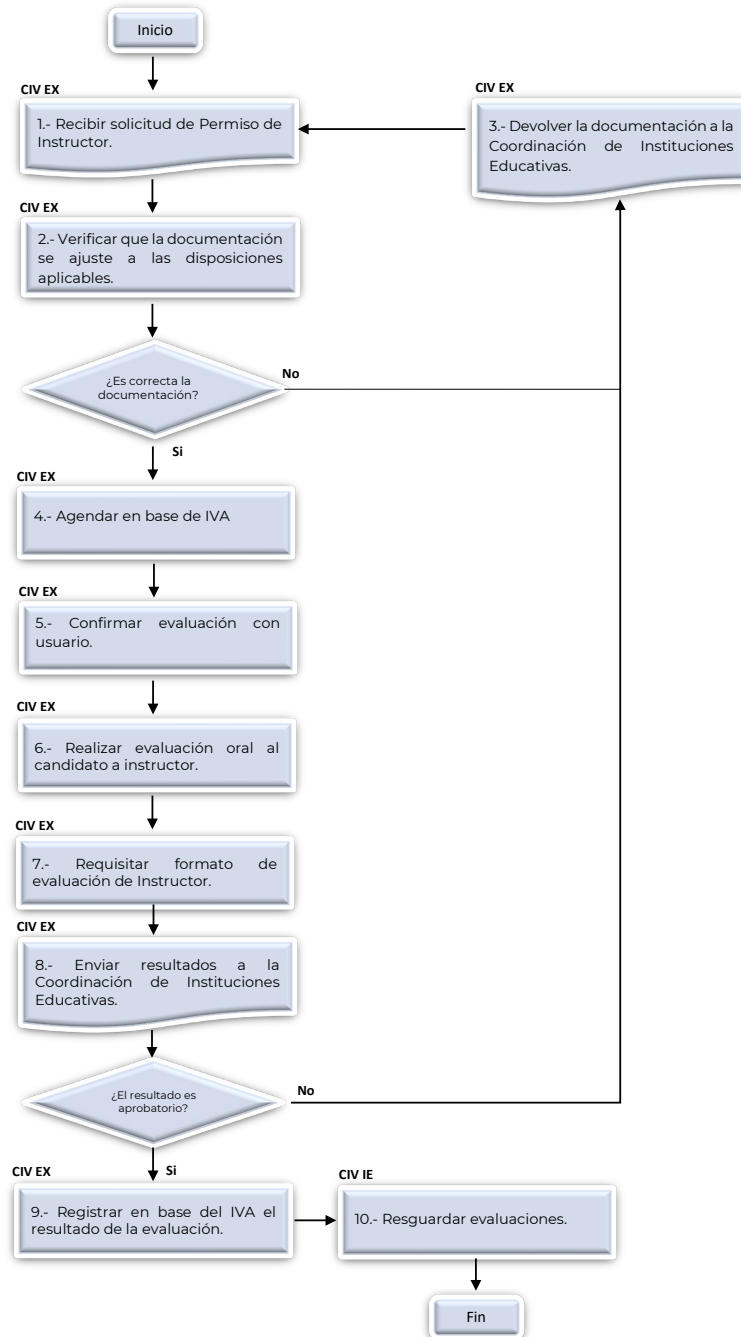 Inicio
CIV EX
1.- Recibir solicitud de Permiso de
Instructor.
CIV EX
3.- Devolver la documentación a la
Coordinación de Instituciones
Educativas.
CIV EX
2.- Verificar que la documentación
se ajuste a las disposiciones
aplicables.
¿Es correcta la
documentación?
No
Si
CIV EX
4.- Agendar en base de IVA
CIV EX
5.- Confirmar evaluación con
usuario.
CIV EX
6.- Realizar evaluación oral al
candidato a instructor.
CIV EX
7.- Requisitar formato de
evaluación de Instructor.
CIV EX
8.- Enviar resultados a la
Coordinación de Instituciones
Educativas.
¿El resultado es
aprobatorio?
No
Si
CIV EX
9.- Registrar en base del IVA el
resultado de la evaluación.
CIV IE
10.- Resguardar evaluaciones.
Fin